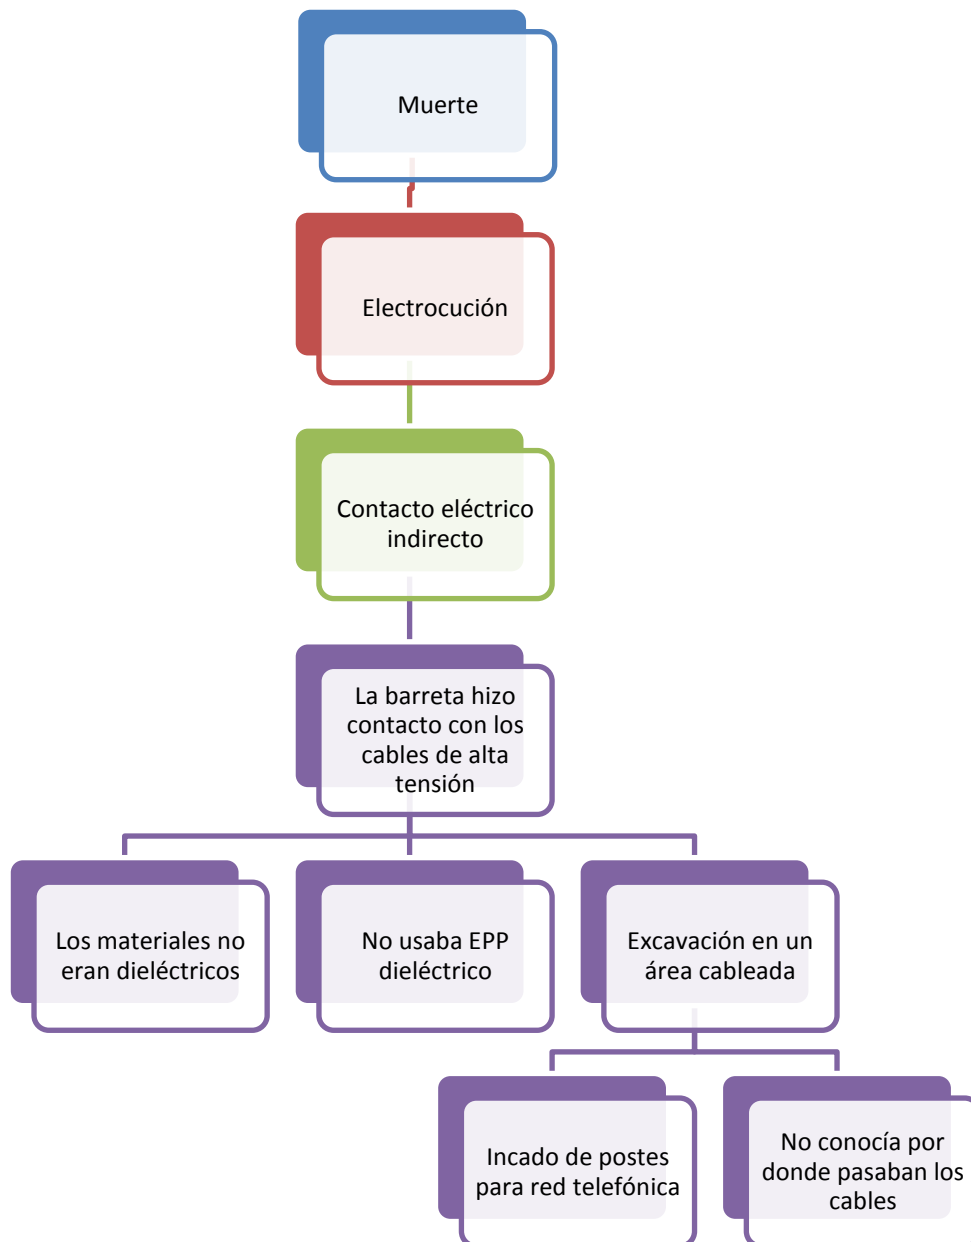 Muerte
Electrocución
Contacto eléctrico
indirecto
La barreta hizo
contacto con los
cables de alta
tensión
Los materiales no
eran dieléctricos
No usaba EPP
dieléctrico
Excavación en un
área cableada
Incado de postes
para red telefónica
No conocía por
donde pasaban los
cables